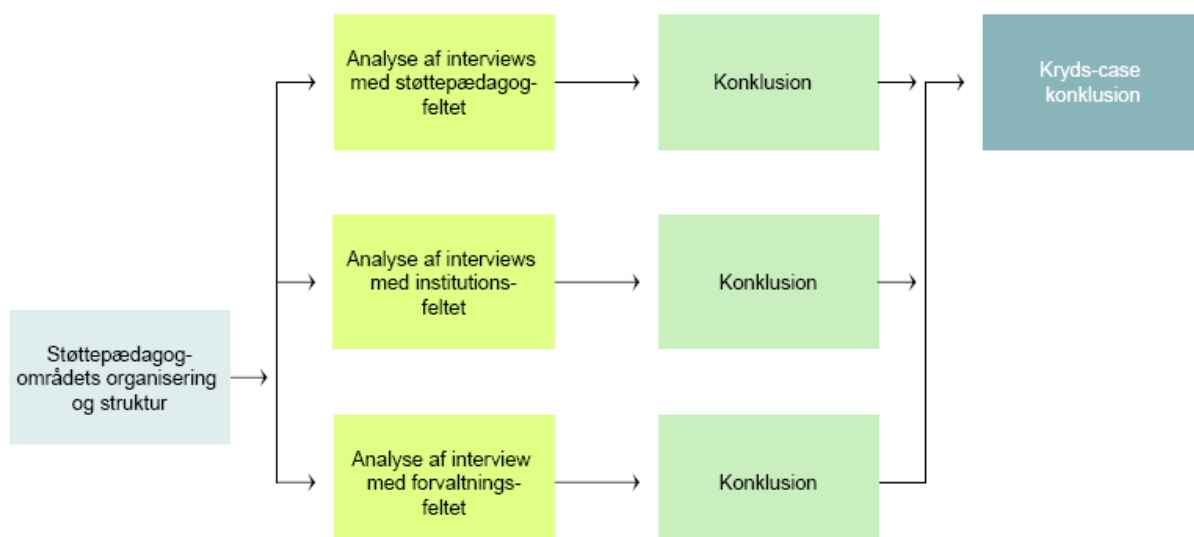 Analyse af interviews
med støttepædagog-
feltet
Konklusion
Kryds-case
konklusion
Analyse af interviews
med institutions-
feltet
Konklusion
Støttepædagog-
områdets organisering
og struktur
Analyse af interview
med forvaltnings-
feltet
Konklusion